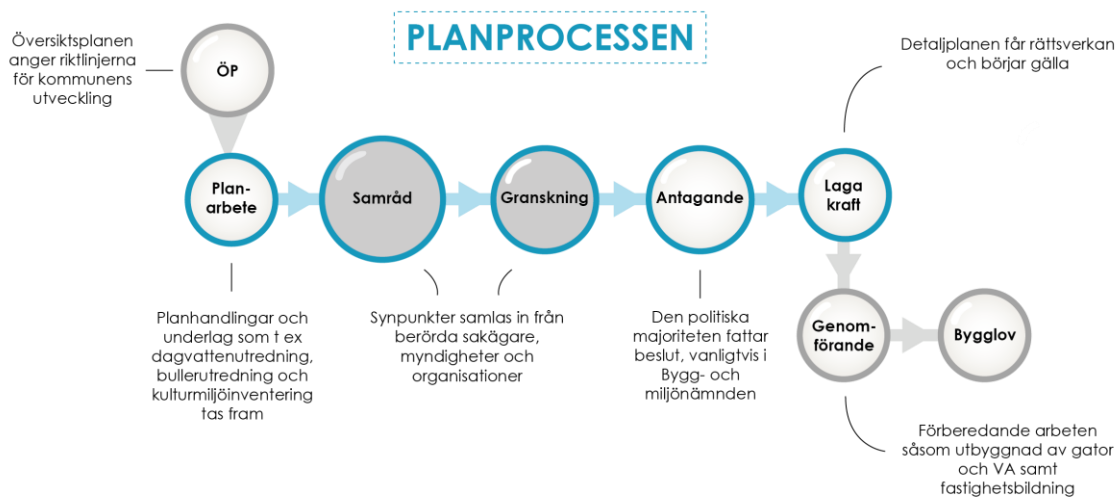 PLANPROCESSEN
Översiktsplanen
anger riktlinjerna
för kommunens
utveckling
ÖP
Detaljplanen får rättsverkan
och börjar gälla
Plan-
arbete
Samråd
Granskning
Antagande
Laga
kraft
Planhandlingar och
underlag som t ex
dagvattenutredning,
bullerutredning och
kulturmiljöinventering
tas fram
Synpunkter samlas in från
berörda sakägare,
myndigheter och
organisationer
Den politiska
majoriteten fattar
beslut, vanligtvis i
Bygg- och
miljönämnden
Genom-
förande
Bygglov
Förberedande arbeten
såsom utbyggnad av gator
och VA samt
fastighetsbildning